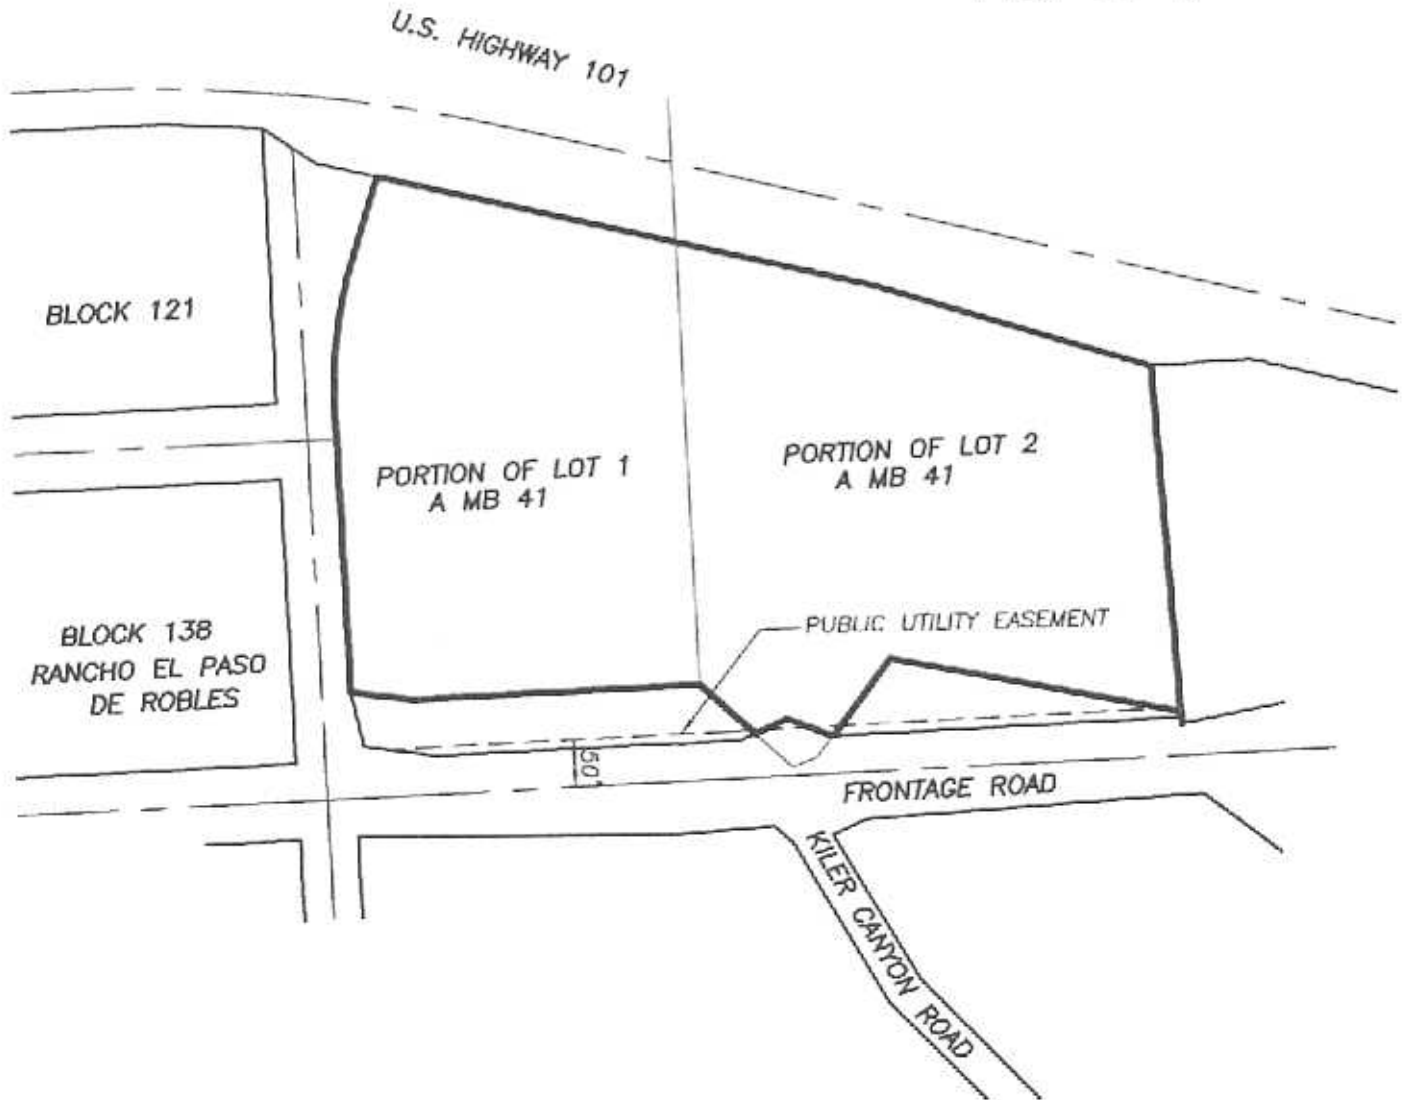 U.S. HIGHWAY 101
BLOCK 121
PORTION OF LOT 1
A MB 41
PORTION OF LOT 2
A MB 41
BLOCK 138
RANCHO EL PASO
DE ROBLES
PUBLIC UTILITY EASEMENT
50'
FRONTAGE ROAD
KILER CANYON ROAD